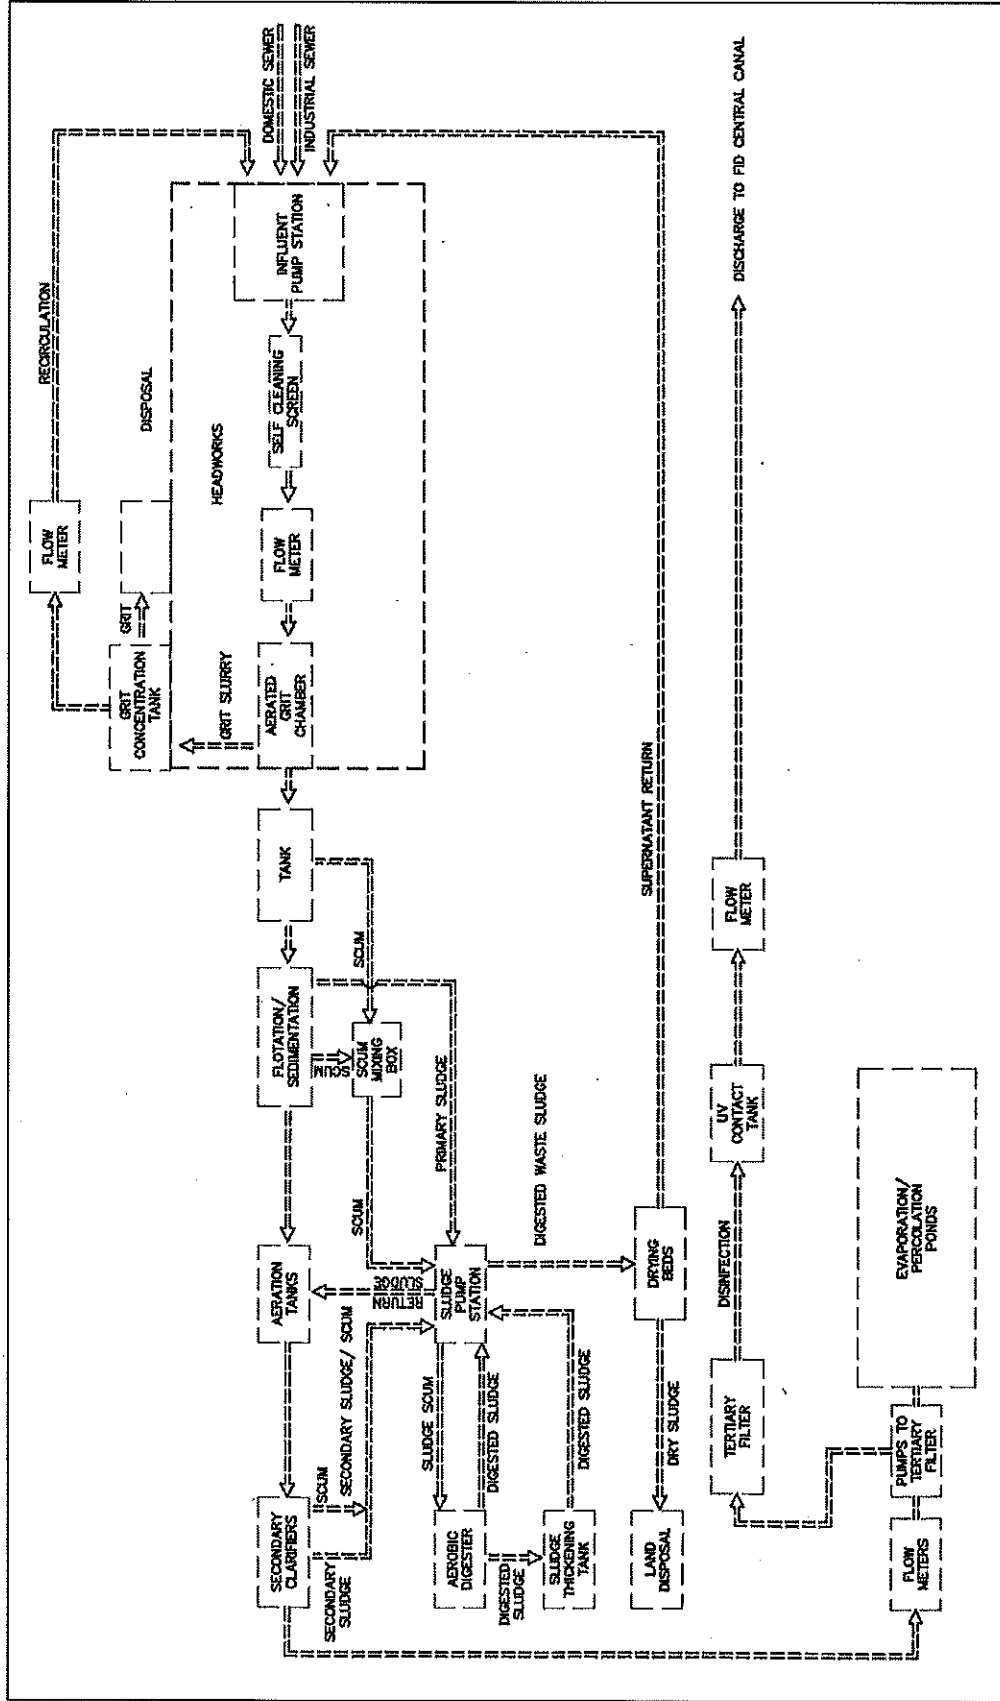 RECIRCULATION
FLOW
METER
DISPOSAL
GRIT
GRIT
CONCENTRATION
TANK
HEADWORKS
GRIT SLURRY
DOMESTIC SEWER
INDUSTRIAL SEWER
INFLUENT
PUMP STATION
SELF CLEANING
SCREEN
FLOW
METER
AERATED
GRIT
CHAMBER
TANK
SCUM
FLOTATION/
SEDIMENTATION
SCUM
SCUM
MIXING
BOX
SCUM
PRIMARY SLUDGE
AERATION
TANKS
RETURN
SLUDGE
SLUDGE
PUMP
STATION
SECONDARY
CLARIFIERS
SCUM
SECONDARY SLUDGE/ SCUM
SECONDARY
SLUDGE
SLUDGE SCUM
DIGESTED SLUDGE
AEROBIC
DIGESTER
DIGESTED
SLUDGE
SLUDGE
THICKENING
TANK
DIGESTED SLUDGE
DIGESTED WASTE SLUDGE
DRYING
BEDS
SUPERNATANT RETURN
DRY SLUDGE
LAND
DISPOSAL
FLOW
METERS
PUMPS TO
TERTIARY
FILTER
EVAPORATION/
PERCOLATION
PONDS
TERTIARY
FILTER
DISINFECTION
UV
CONTACT
TANK
FLOW
METER
DISCHARGE TO FID CENTRAL CANAL